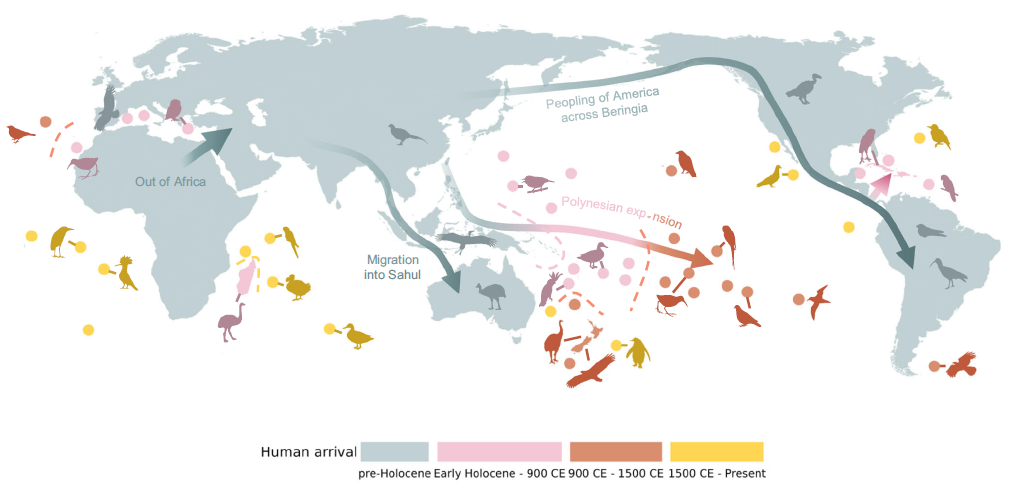 Peopling of America
across Beringia
Out of Africa
Polynesian exp-nsion
Migration
into Sahul
Human arrival
pre-Holocene Early Holocene - 900 CE 900 CE - 1500 CE 1500 CE - Present